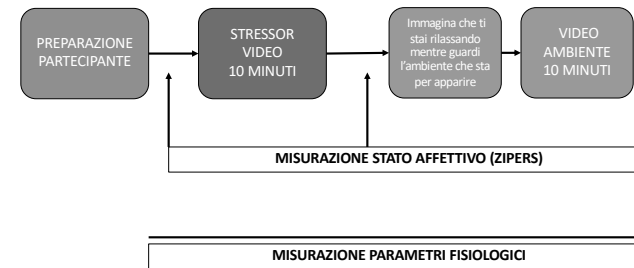 PREPARAZIONE
PARTECIPANTE
STRESSOR
VIDEO
10 MINUTI
Immagina che ti
stai rilassando
mentre guardi
l'ambiente che sta
per apparire
VIDEO
AMBIENTE
10 MINUTI
MISURAZIONE STATO AFFETTIVO (ZIPERS)
MISURAZIONE PARAMETRI FISIOLOGICI